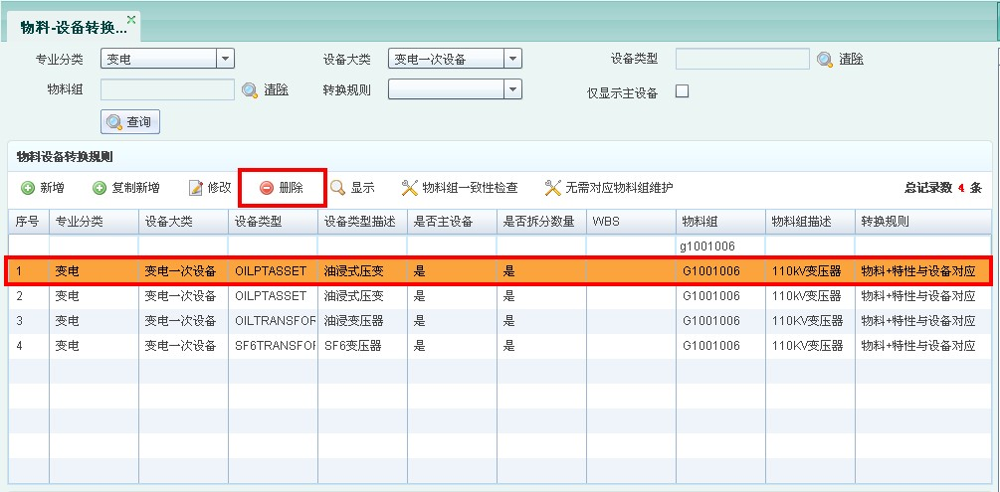 物料-设备转换...
专业分类 变电 设备大类 变电一次设备 设备类型 清除
物料组 清除 转换规则 仅显示主设备
查询
物料设备转换规则
新增 复制新增 修改 删除 显示 物料组一致性检查 无需对应物料组维护 总记录数 4 条
序号 专业分类 设备大类 设备类型 设备类型描述 是否主设备 是否拆分数量 WBS 物料组 物料组描述 转换规则
g1001006
1 变电 变电一次设备 OILPTASSET 油浸式压变 是 是 G1001006 110kV变压器 物料+特性与设备对应
2 变电 变电一次设备 OILPTASSET 油浸式压变 是 是 G1001006 110KV变压器 物料+特性与设备对应
3 变电 变电一次设备 OILTRANSFOR 油浸变压器 是 是 G1001006 110KV变压器 物料+特性与设备对应
4 变电 变电一次设备 SF6TRANSFOR SF6变压器 是 是 G1001006 110KV变压器 物料+特性与设备对应